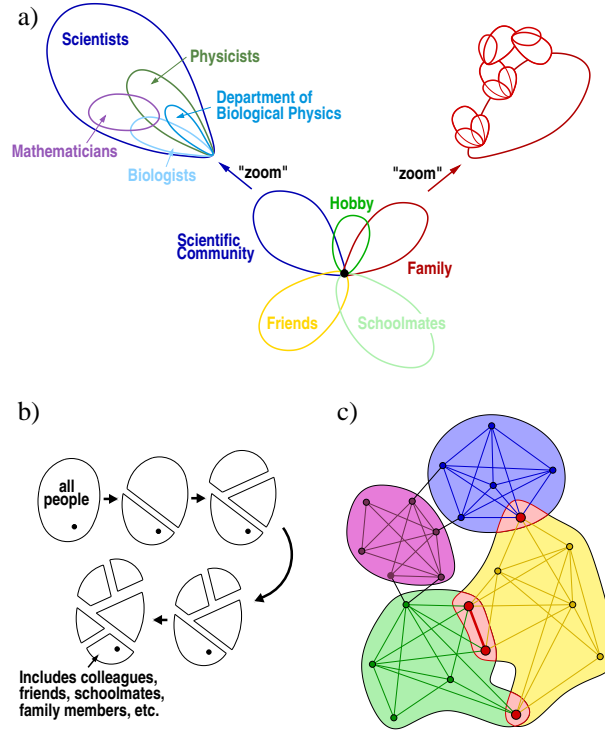 a)
Scientists
Physicists
Department of
Biological Physics
Mathematicians
Biologists
"zoom"
"zoom"
Hobby
Scientific
Community
Family
Friends
Schoolmates
b)
all
people
Includes colleagues,
friends, schoolmates,
family members, etc.
c)